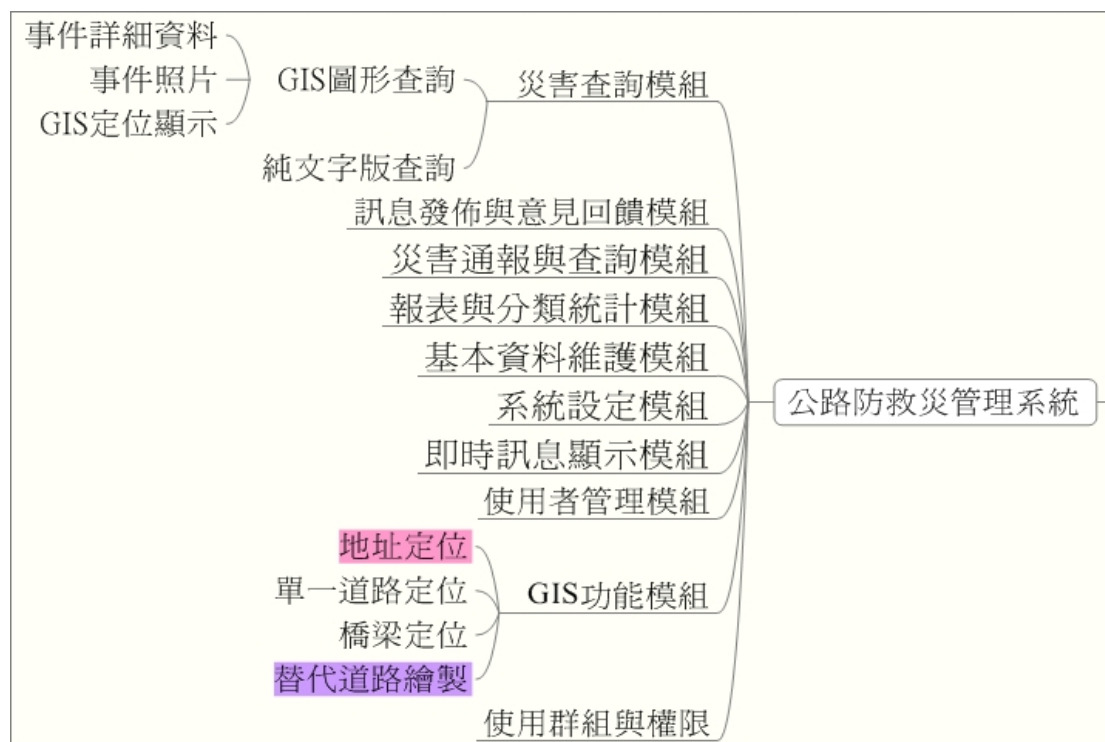 事件詳細資料
事件照片
GIS定位顯示
GIS圖形查詢
純文字版查詢
災害查詢模組
訊息發佈與意見回饋模組
災害通報與查詢模組
報表與分類統計模組
基本資料維護模組
系統設定模組
即時訊息顯示模組
使用者管理模組
地址定位
單一道路定位
橋梁定位
替代道路繪製
GIS功能模組
使用群組與權限
公路防救災管理系統